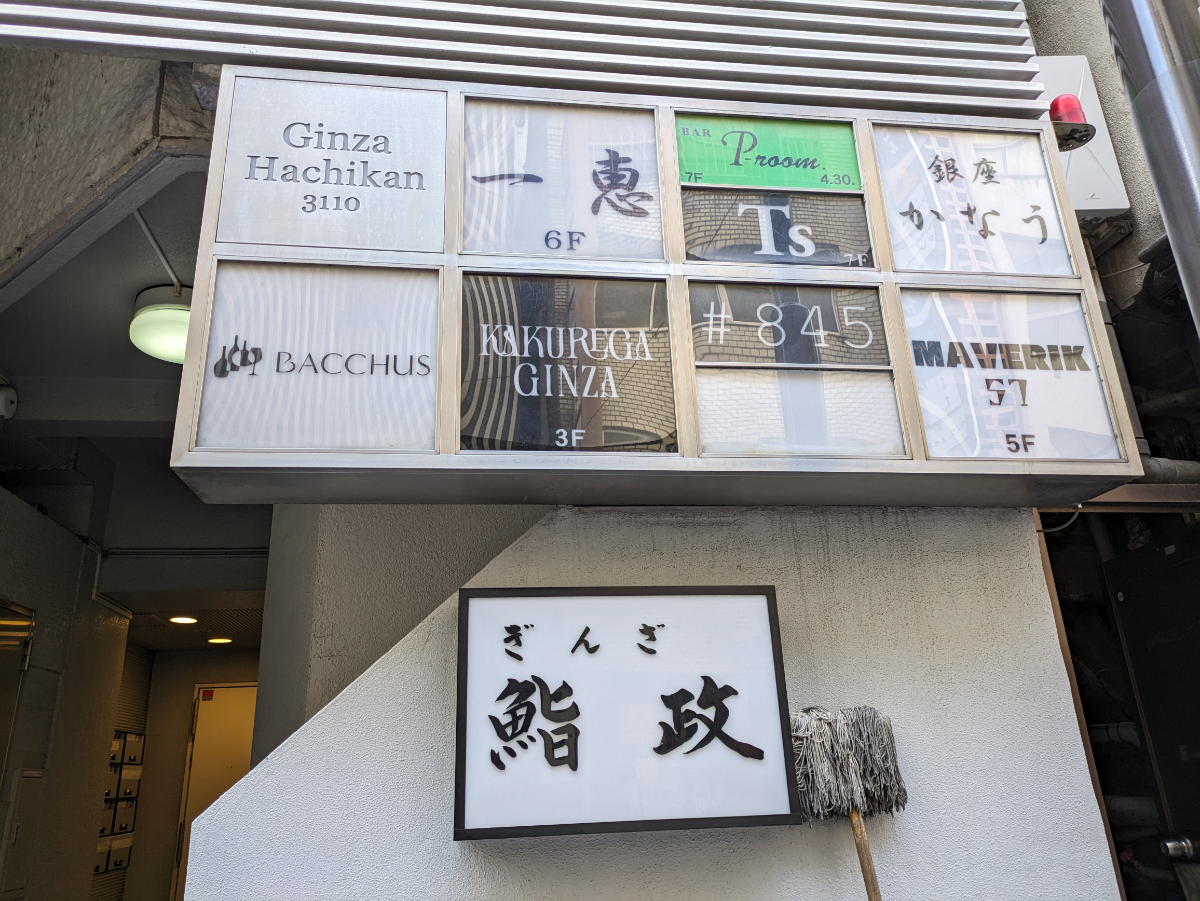 Ginza
Hachikan
3110
一 恵
6F
BAR
P-room.
7F 4.30.
Ts
7F
銀座
かなう
BACCHUS
KAKUREGA
GINZA
3F
#845
MAVERIK
57
5F
ぎんざ
鮨 政